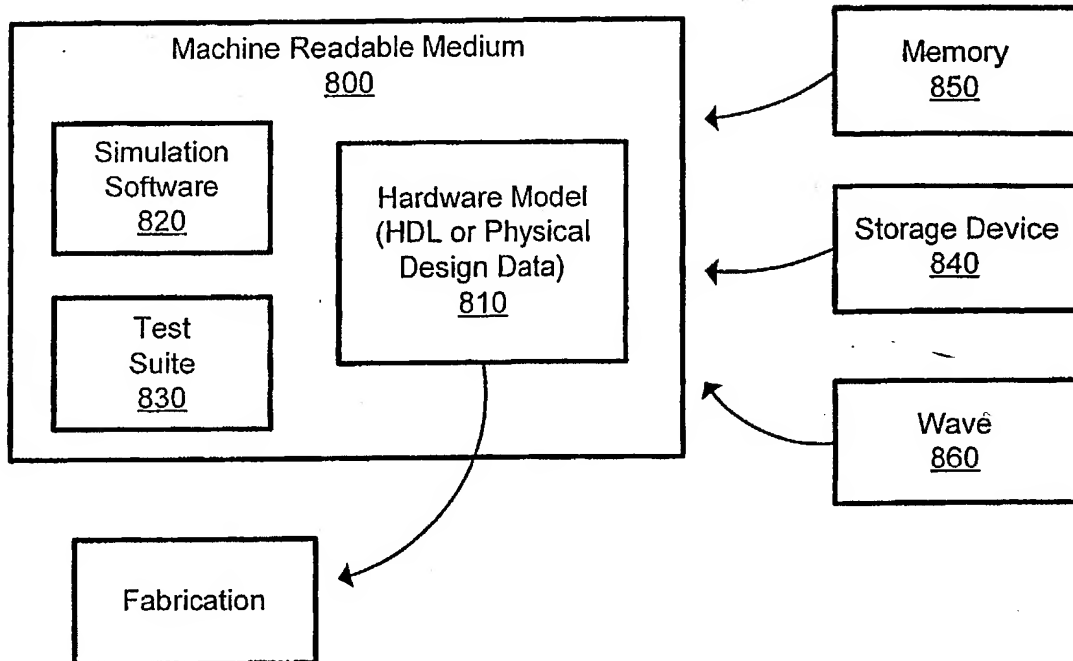 Machine Readable Medium
800
Simulation
Software
820
Hardware Model
(HDL or Physical
Design Data)
810
Test
Suite
830
Memory
850
Storage Device
840
Wave
860
Fabrication